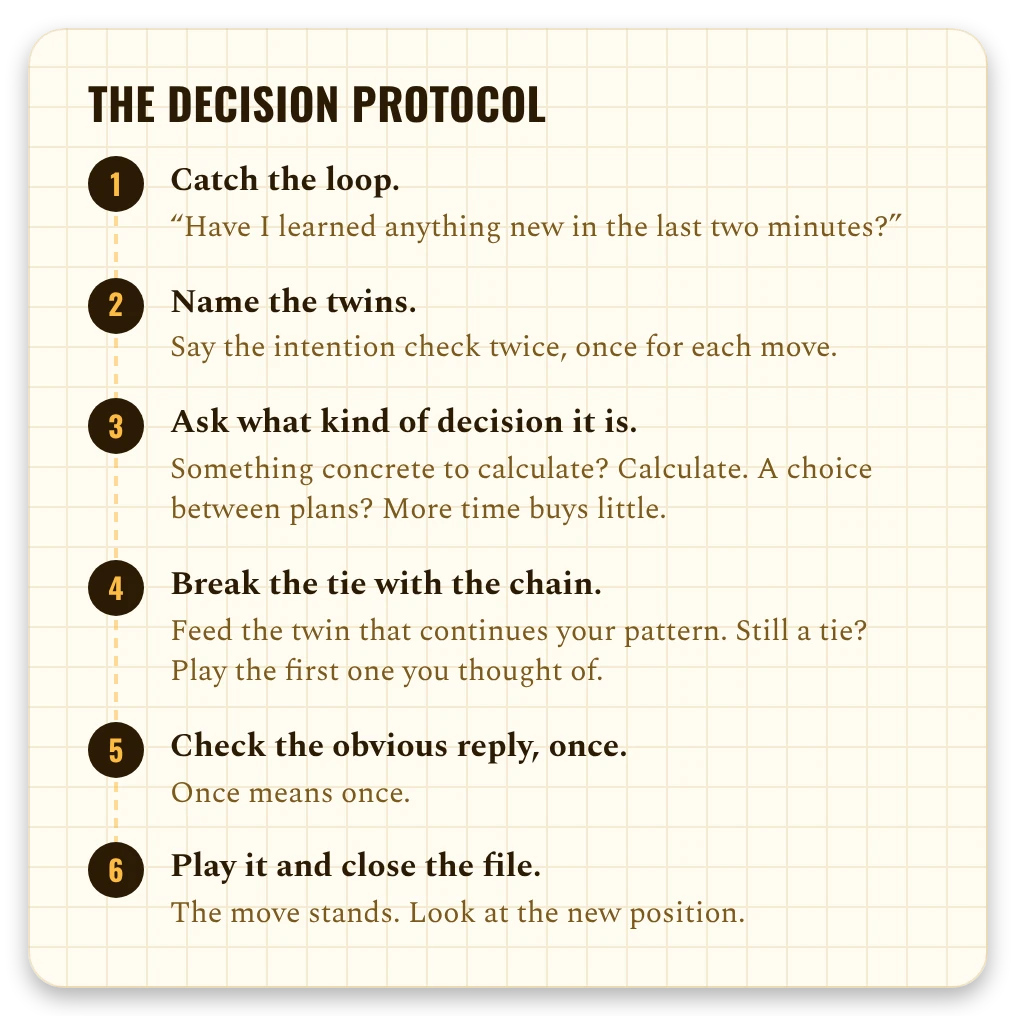 THE DECISION PROTOCOL
1
Catch the loop.
“Have I learned anything new in the last two minutes?”
2
Name the twins.
Say the intention check twice, once for each move.
3
Ask what kind of decision it is.
Something concrete to calculate? Calculate. A choice
between plans? More time buys little.
4
Break the tie with the chain.
Feed the twin that continues your pattern. Still a tie?
Play the first one you thought of.
5
Check the obvious reply, once.
Once means once.
6
Play it and close the file.
The move stands. Look at the new position.